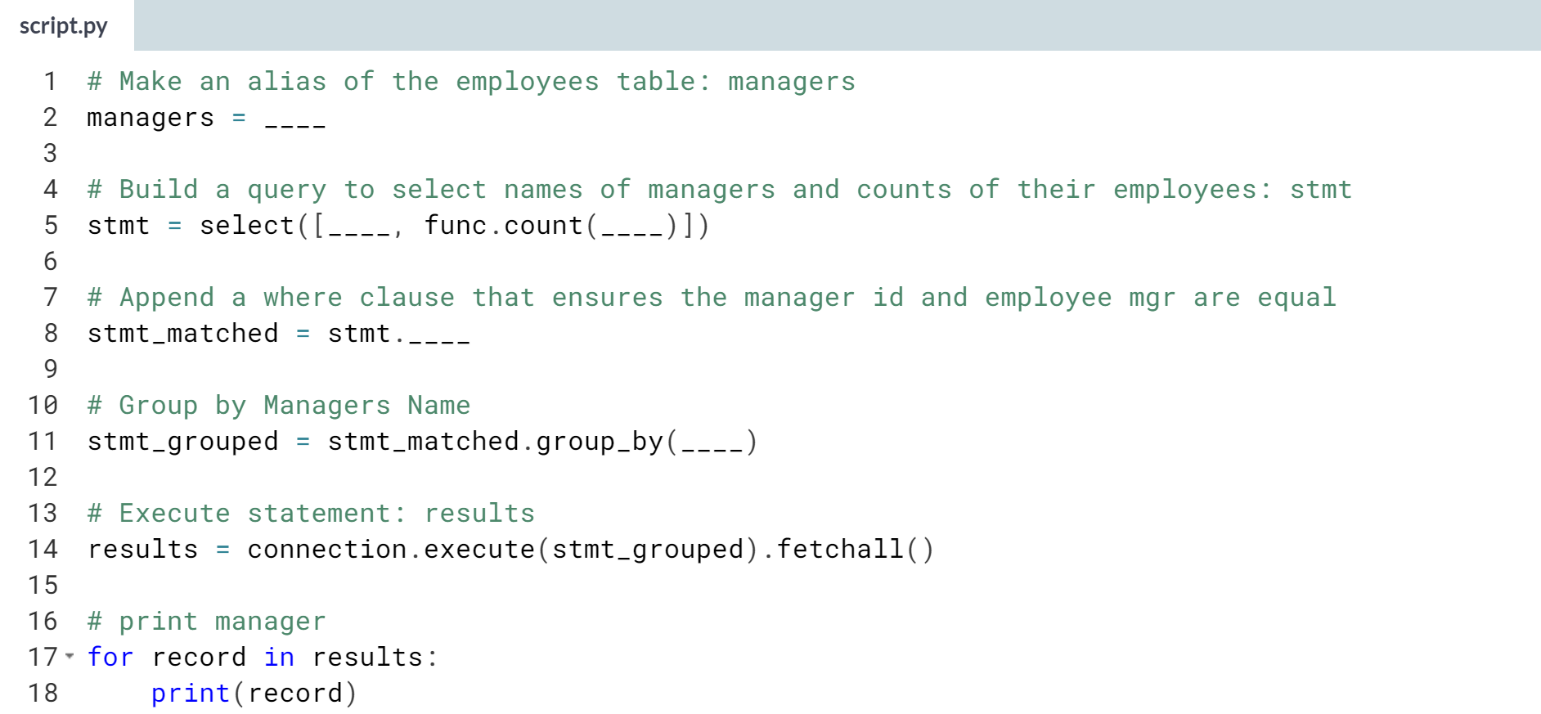 script.py
1 # Make an alias of the employees table: managers
2 managers = ____
3
4 # Build a query to select names of managers and counts of their employees: stmt
5 stmt = select([____, func.count(____)])
6
7 # Append a where clause that ensures the manager id and employee mgr are equal
8 stmt_matched = stmt.____
9
10 # Group by Managers Name
11 stmt_grouped = stmt_matched.group_by(____)
12
13 # Execute statement: results
14 results = connection.execute(stmt_grouped).fetchall()
15
16 # print manager
17 for record in results:
18     print(record)